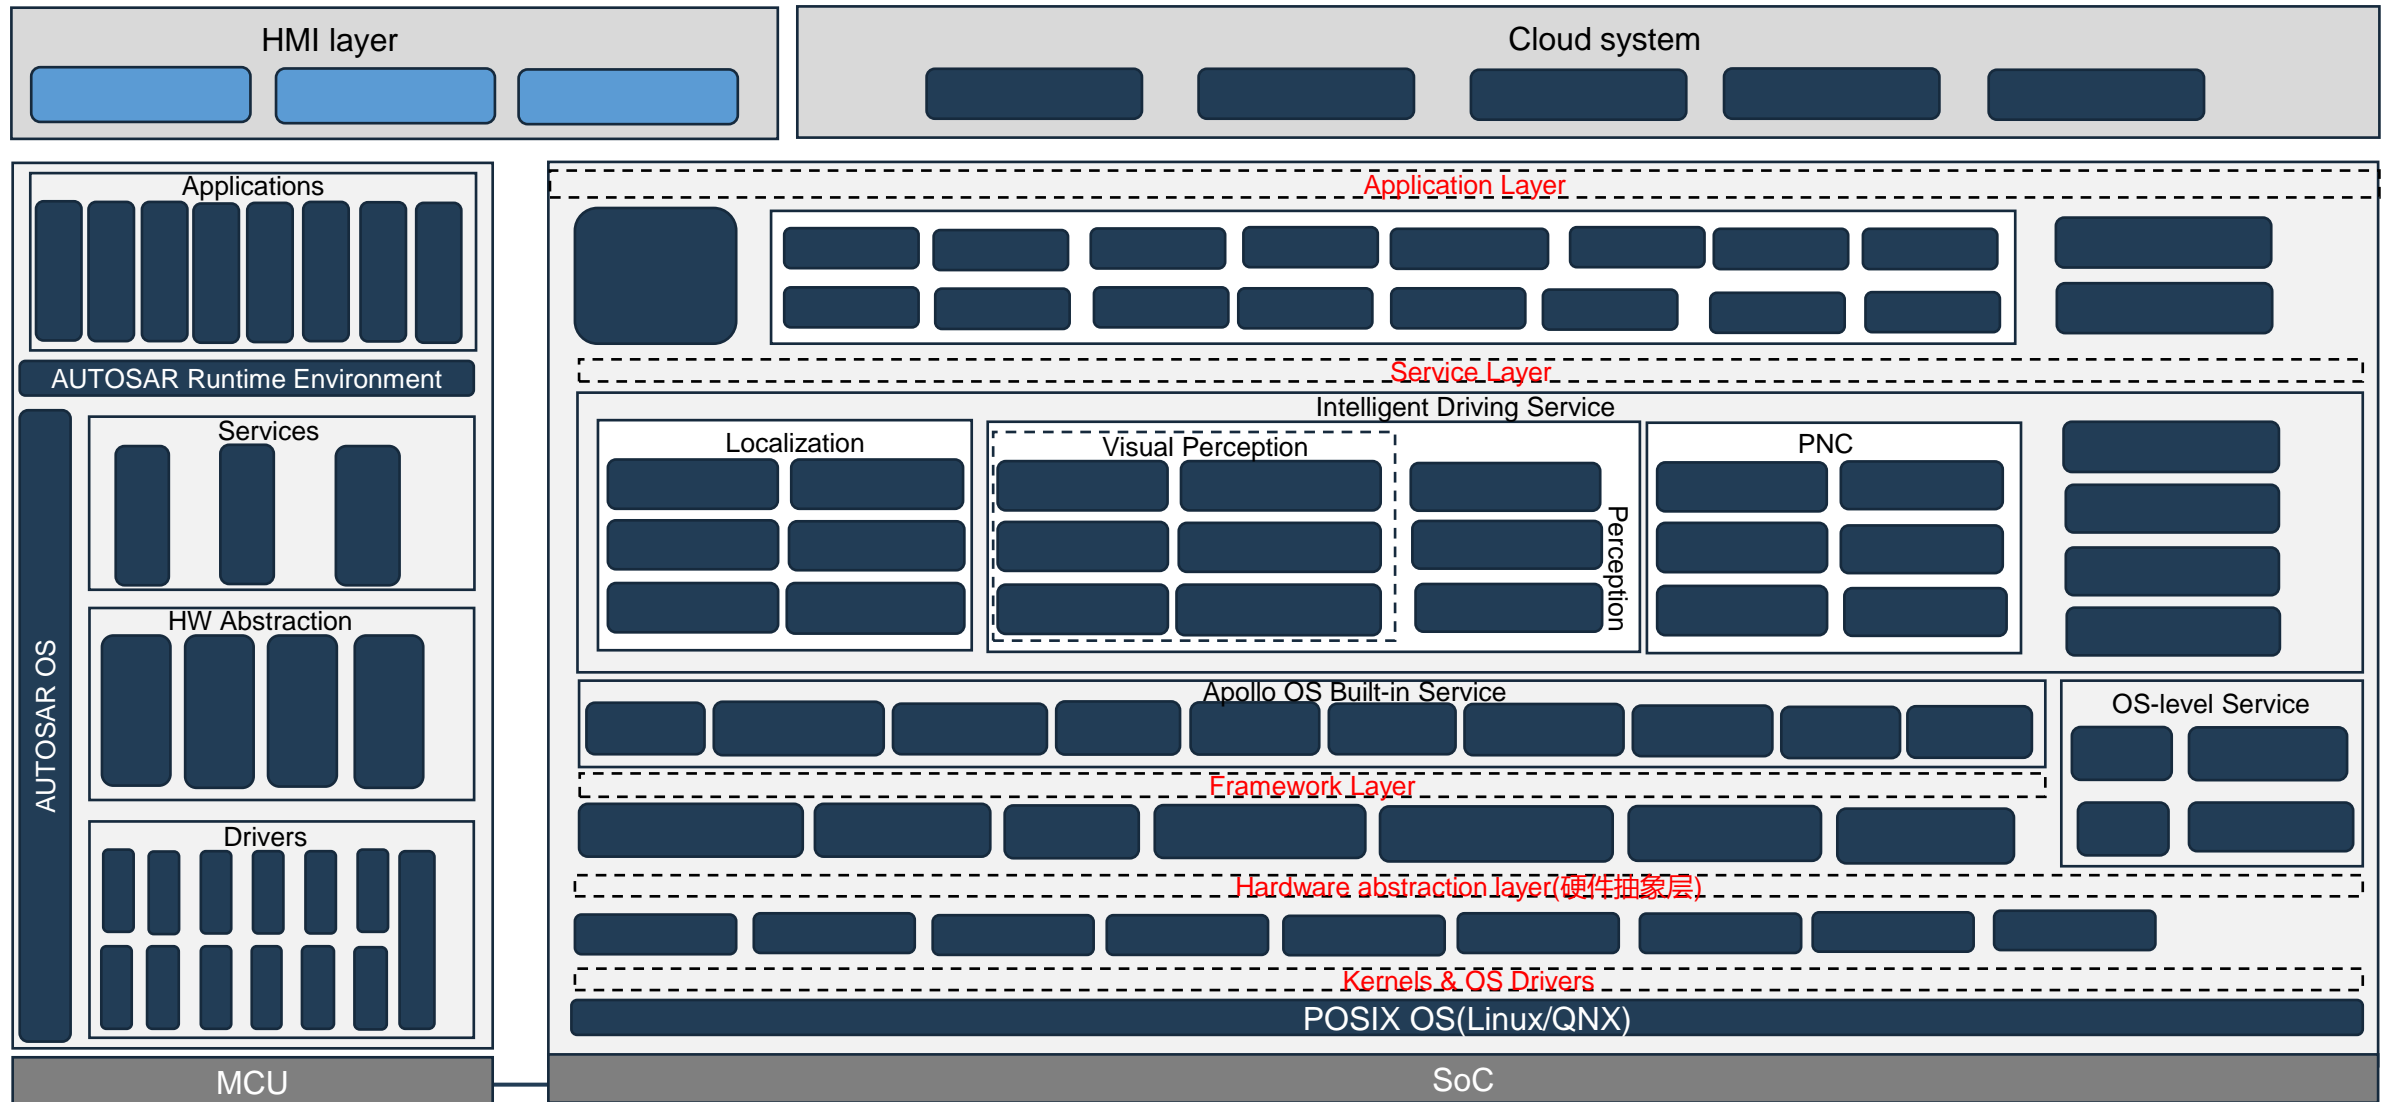 HMI layer
Cloud system
Applications
AUTOSAR Runtime Environment
AUTOSAR OS
Services
HW Abstraction
Drivers
MCU
Application Layer
Service Layer
Intelligent Driving Service
Localization
Visual Perception
Perception
PNC
Apollo OS Built-in Service
OS-level Service
Framework Layer
Hardware abstraction layer(硬件抽象层)
Kernels & OS Drivers
POSIX OS(Linux/QNX)
SoC